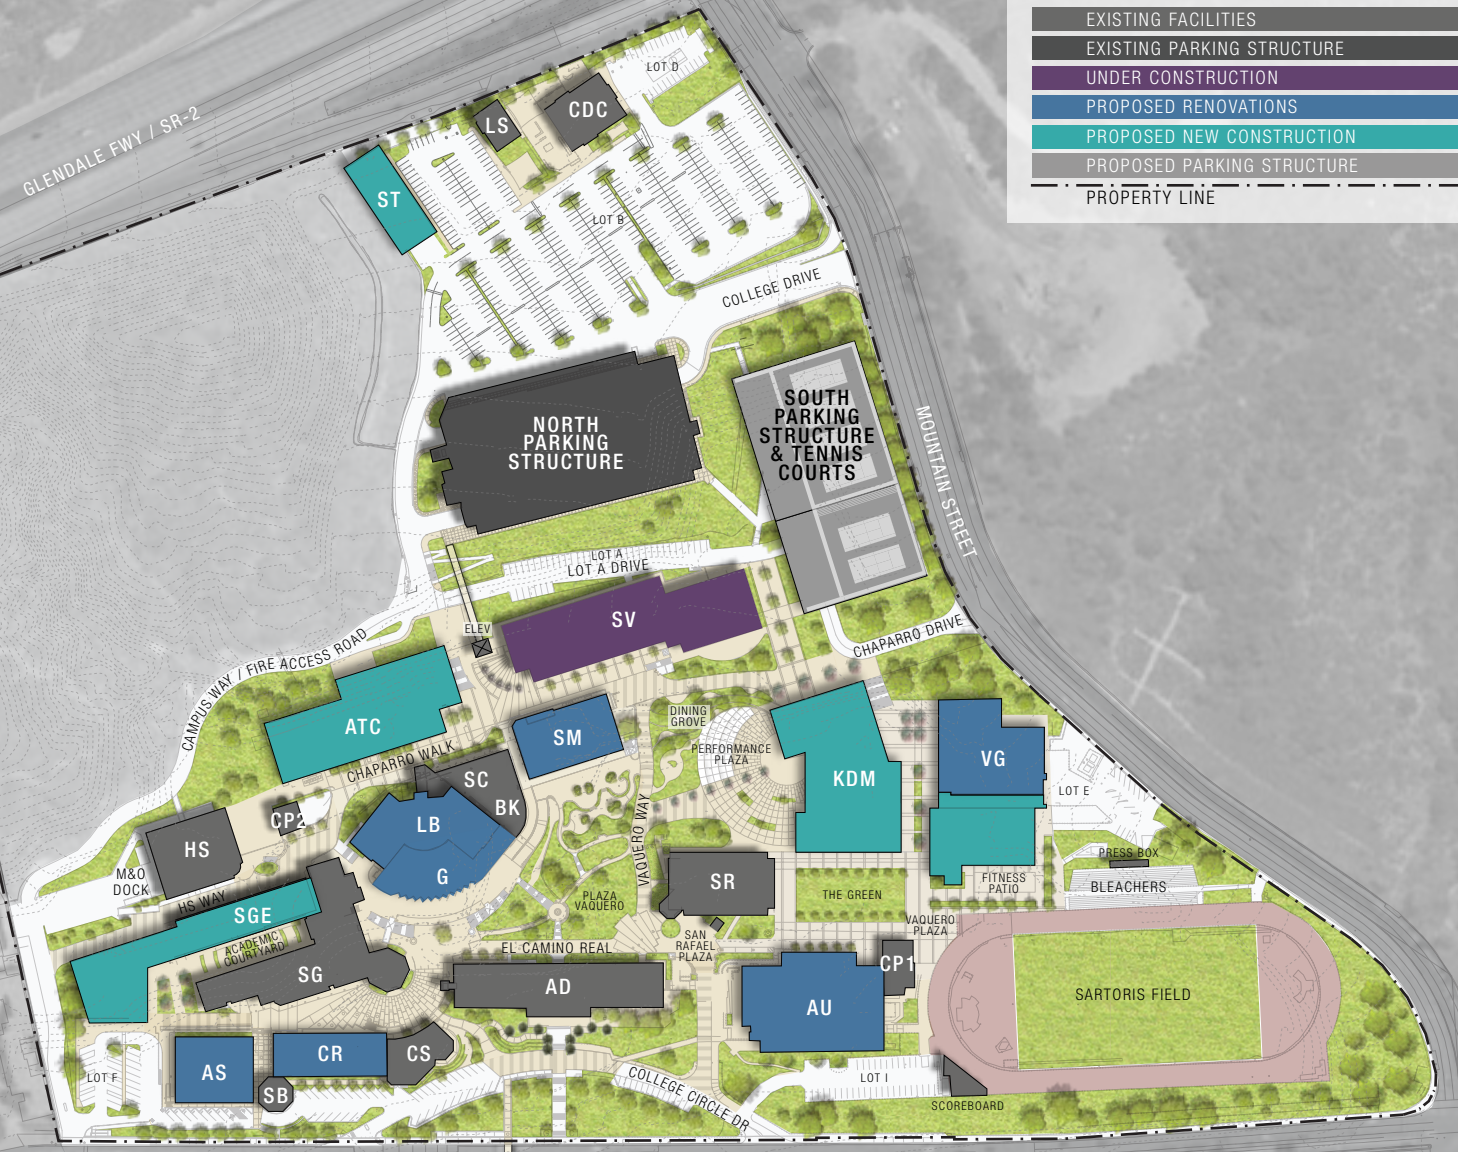 EXISTING FACILITIES
EXISTING PARKING STRUCTURE
UNDER CONSTRUCTION
PROPOSED RENOVATIONS
PROPOSED NEW CONSTRUCTION
PROPOSED PARKING STRUCTURE
PROPERTY LINE
GLENDALE FWY / SR-2
LOT D
CDC
LS
ST
LOT B
COLLEGE DRIVE
NORTH
PARKING
STRUCTURE
SOUTH
PARKING
STRUCTURE
& TENNIS
COURTS
MOUNTAIN STREET
LOT A
LOT A DRIVE
SV
ELEV
CHAPARRO DRIVE
CAMPUS WAY / FIRE ACCESS ROAD
ATC
CHAPARRO WALK
SM
DINING
GROVE
PERFORMANCE
PLAZA
KDM
VG
LOT E
SC
BK
LB
G
CP2
HS
M&O
DOCK
HS WAY
VAQUERO WAY
SR
THE GREEN
FITNESS
PATIO
PRESS BOX
BLEACHERS
SGE
ACADEMIC
COURTYARD
SG
PLAZA
VAQUERO
EL CAMINO REAL
SAN
RAFAEL
PLAZA
VAQUERO
PLAZA
AD
CP1
AU
SARTORIS FIELD
AS
CR
CS
SB
LOT F
COLLEGE CIRCLE DR
LOT I
SCOREBOARD